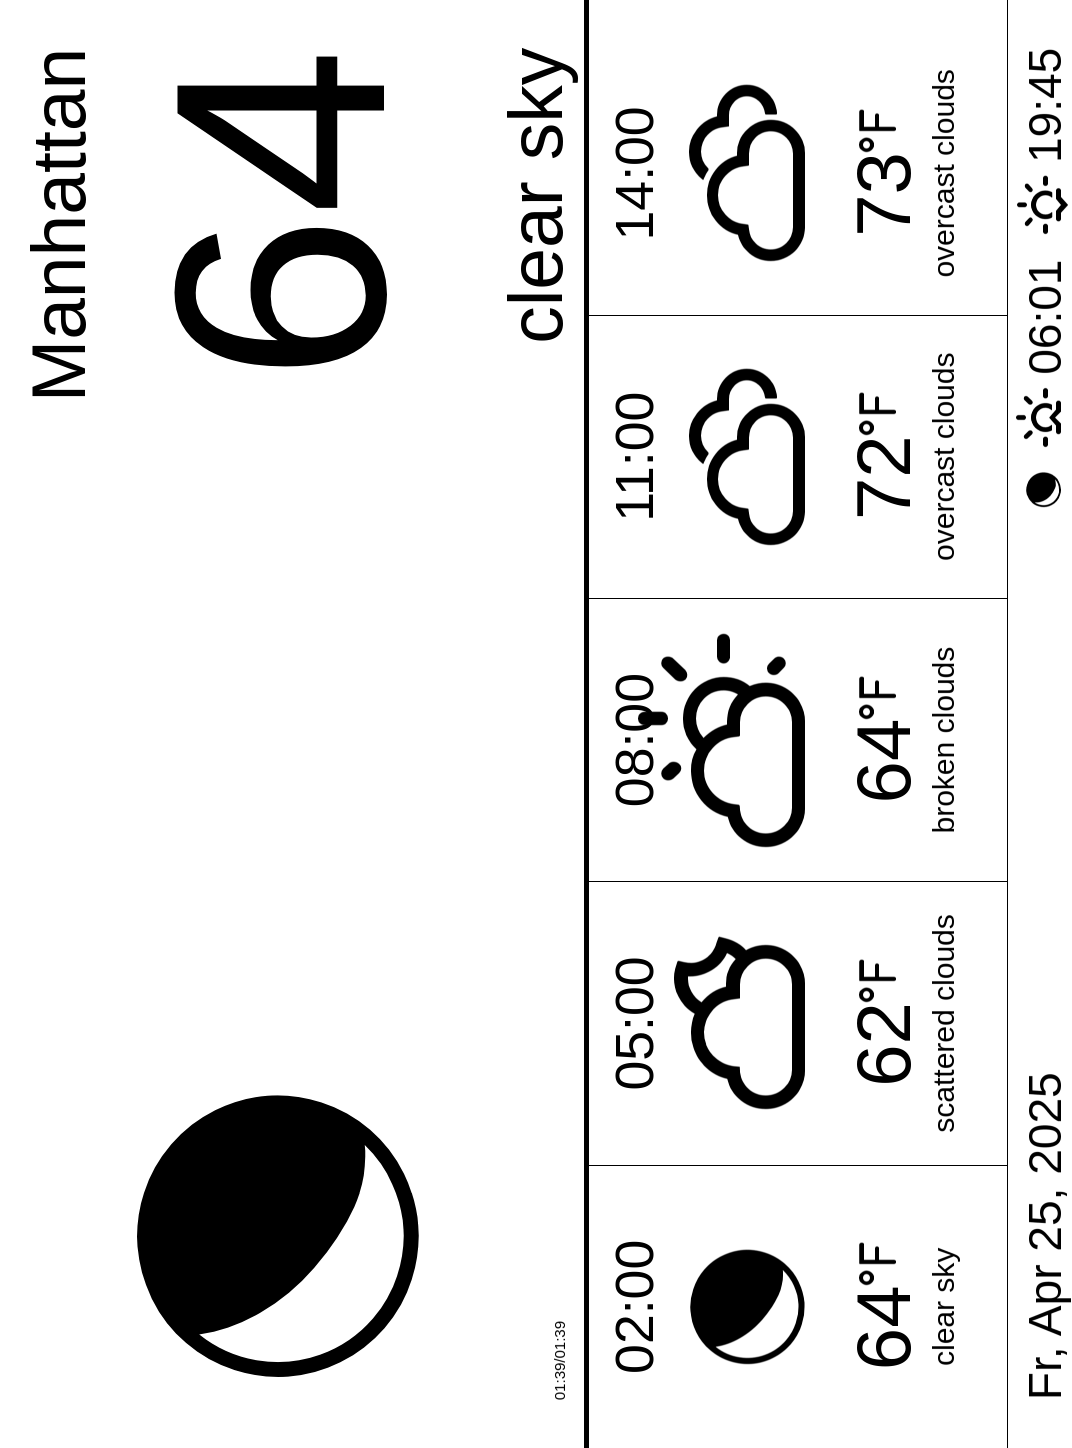 Manhattan
64
clear sky
01:39/01:39
02:00 05:00 08:00 11:00 14:00
64°F 62°F 64°F 72°F 73°F
clear sky scattered clouds broken clouds overcast clouds overcast clouds
Fr, Apr 25, 2025 06:01 19:45